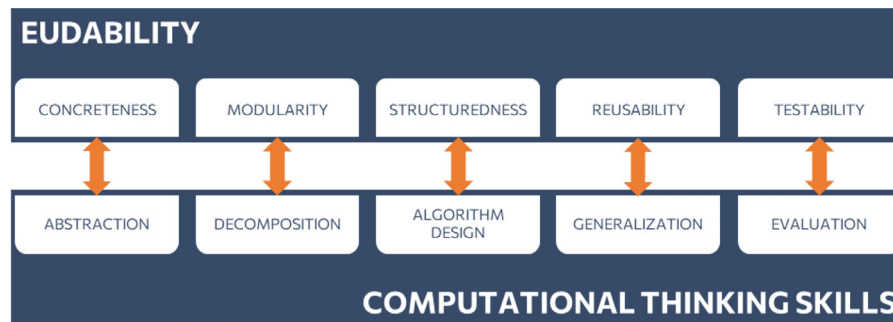 EUDABILITY
CONCRETENESS
MODULARITY
STRUCTUREDNESS
REUSABILITY
TESTABILITY
ABSTRACTION
DECOMPOSITION
ALGORITHM
DESIGN
GENERALIZATION
EVALUATION
COMPUTATIONAL THINKING SKILLS